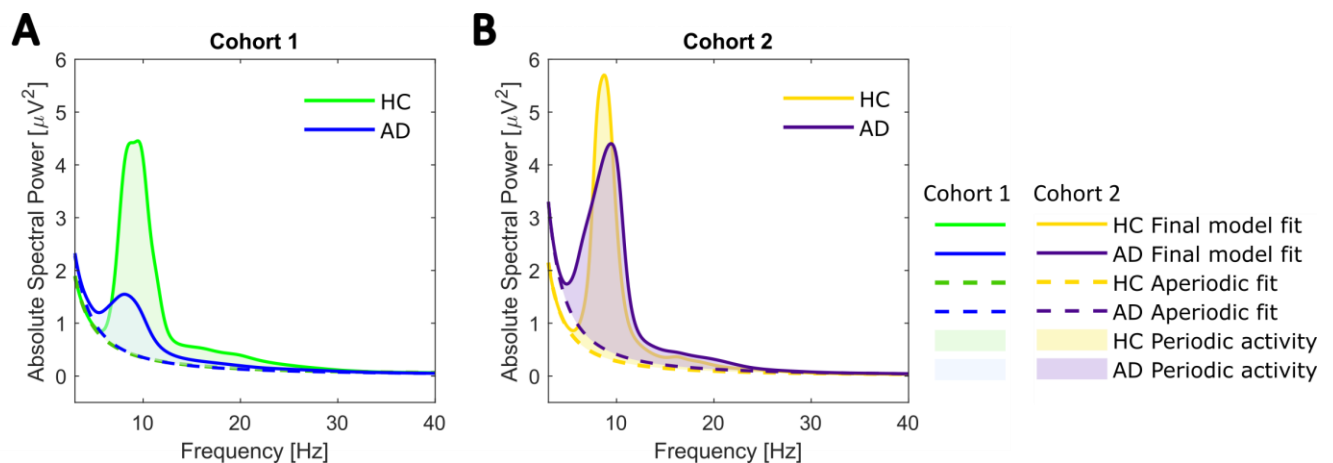 A
Cohort 1
Absolute Spectral Power [μV²]
6
5
4
3
2
1
0
HC
AD
10 20 30 40
Frequency [Hz]
B
Cohort 2
Absolute Spectral Power [μV²]
6
5
4
3
2
1
0
HC
AD
10 20 30 40
Frequency [Hz]
Cohort 1 Cohort 2
HC Final model fit
AD Final model fit
HC Aperiodic fit
AD Aperiodic fit
HC Periodic activity
AD Periodic activity